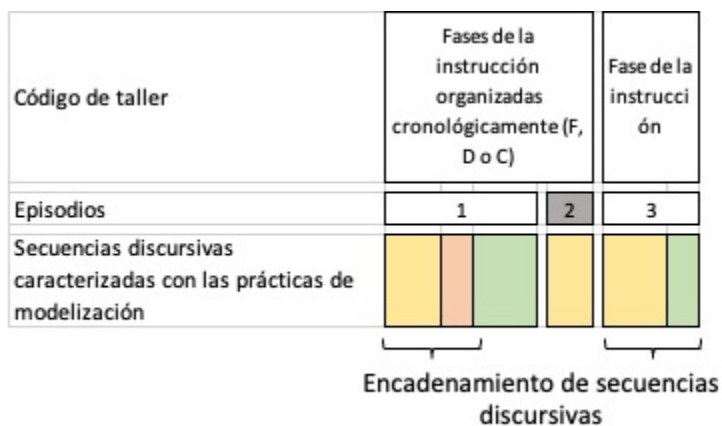 Código de taller
Fases de la
instrucción
organizadas
cronológicamente (F,
D o C)
Fase de la
instrucci
ón
Episodios
1
2
3
Secuencias discursivas
caracterizadas con las prácticas de
modelización
Encadenamiento de secuencias
discursivas